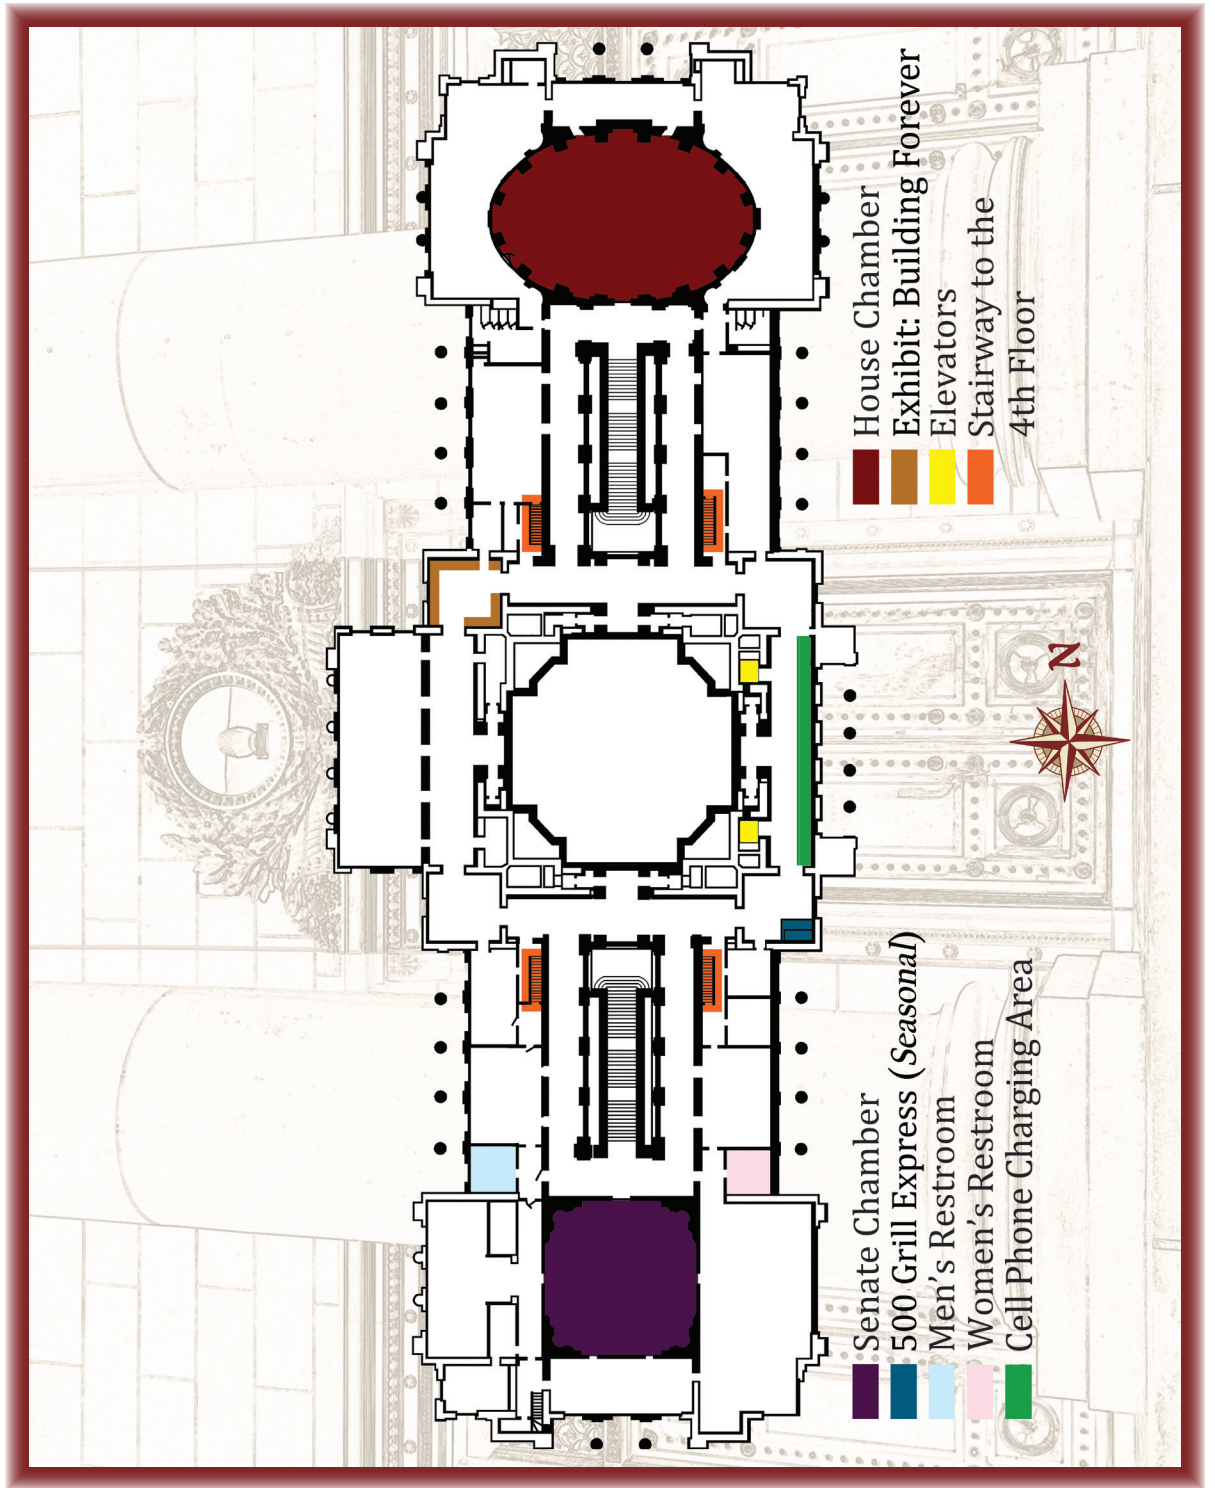 Senate Chamber
500 Grill Express (Seasonal)
Men's Restroom
Women's Restroom
Cell Phone Charging Area
N
House Chamber
Exhibit: Building Forever
Elevators
Stairway to the
4th Floor